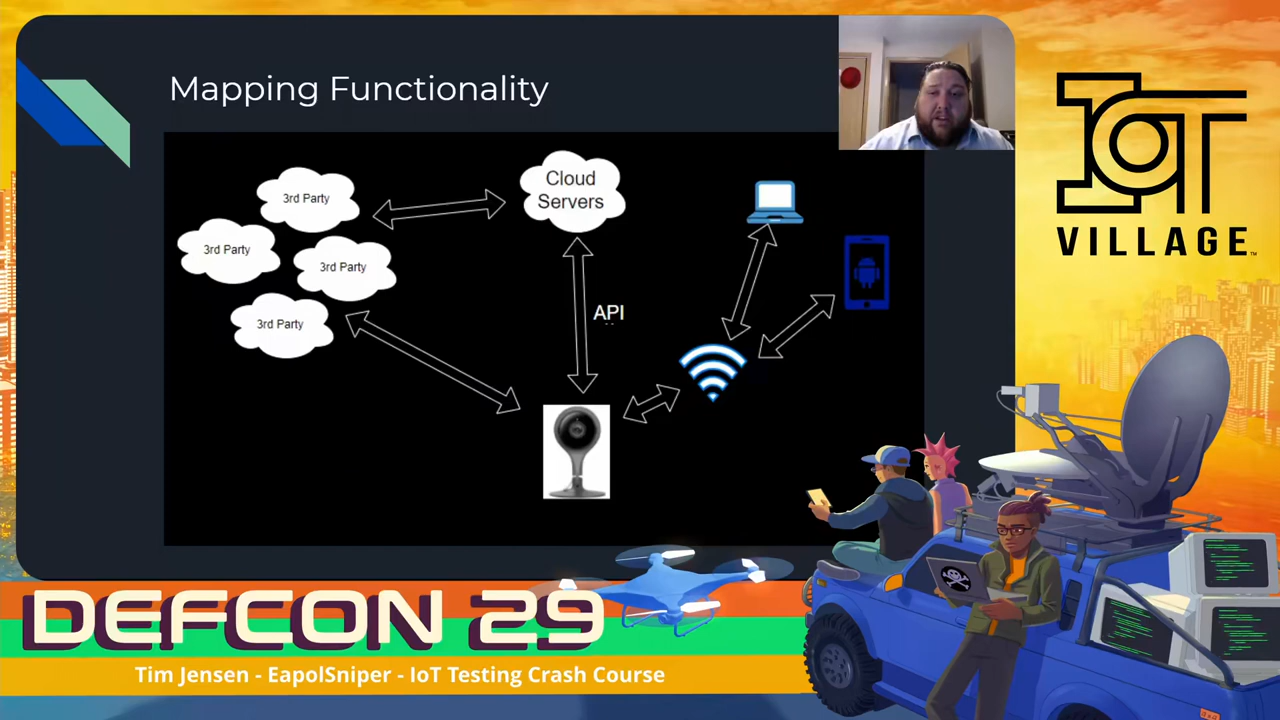 Mapping Functionality
3rd Party
3rd Party
3rd Party
3rd Party
Cloud
Servers
API
IOT
VILLAGE™
DEFCON 29
Tim Jensen - EapolSniper - IoT Testing Crash Course